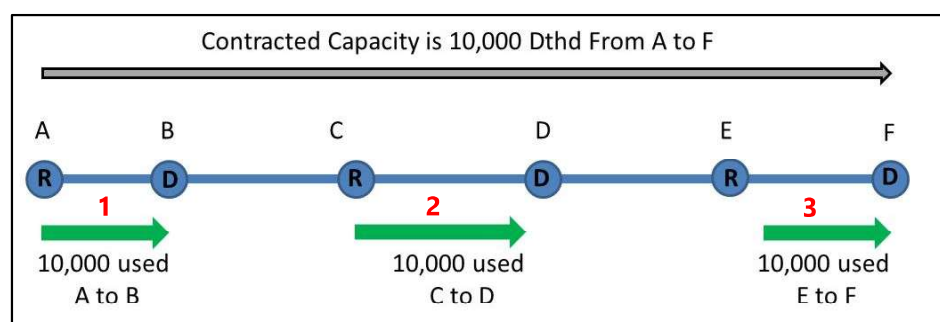 Contracted Capacity is 10,000 Dthd From A to F
A B C D E F
R D R D R D
1 2 3
10,000 used 10,000 used 10,000 used
A to B C to D E to F